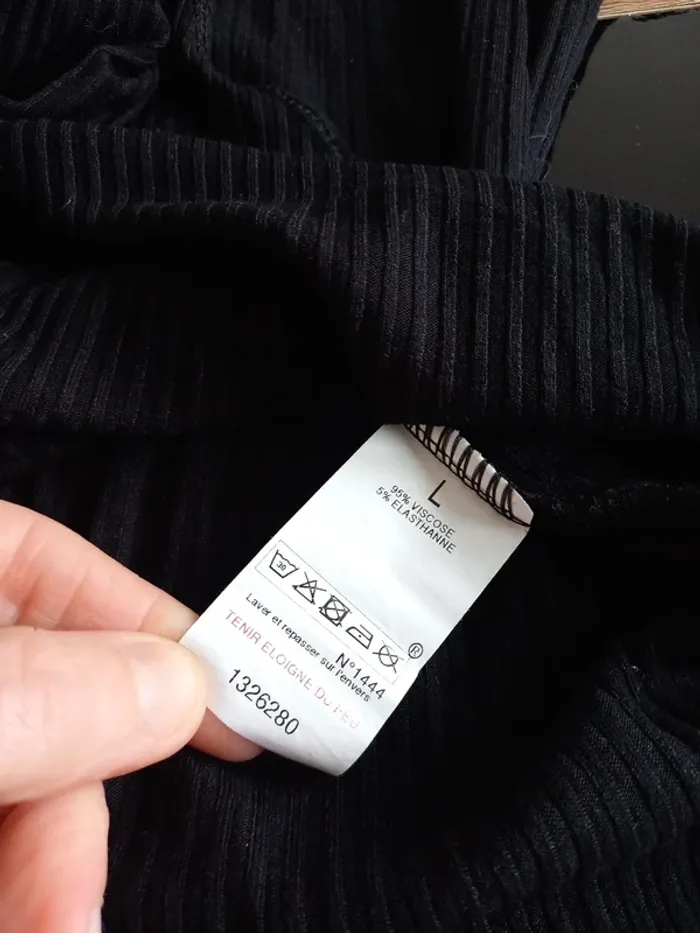 L
95% VISCOSE
5% ELASTHANNE
30
®
N°1444
Laver et repasser sur l'envers
TENIR ELOIGNE DU FEU
1326280